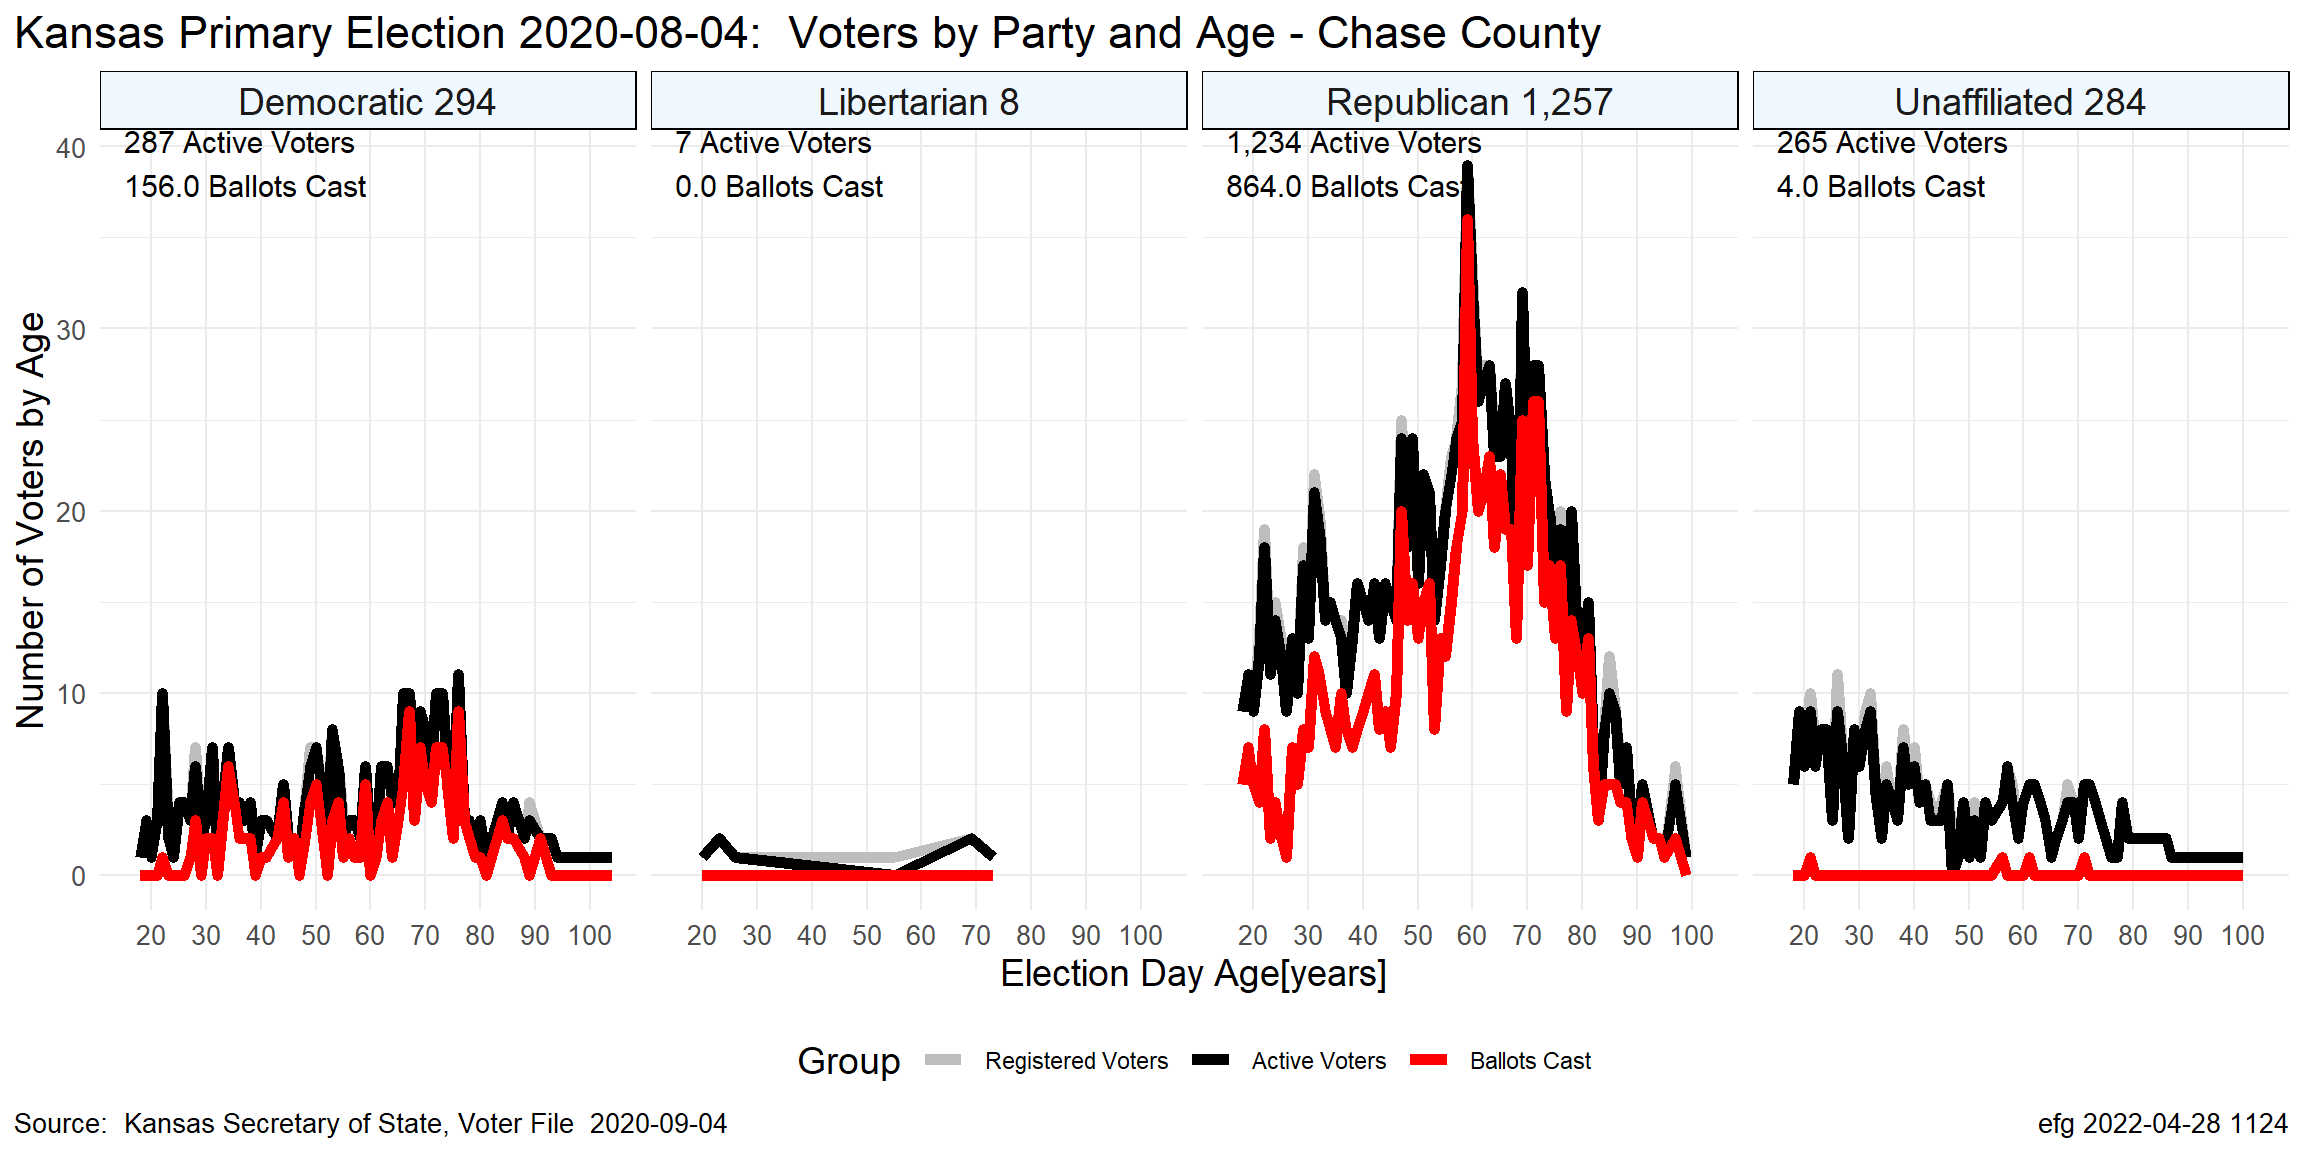 Kansas Primary Election 2020-08-04:  Voters by Party and Age - Chase County
Democratic 294
Libertarian 8
Republican 1,257
Unaffiliated 284
287 Active Voters
156.0 Ballots Cast
7 Active Voters
0.0 Ballots Cast
1,234 Active Voters
864.0 Ballots Cast
265 Active Voters
4.0 Ballots Cast
Number of Voters by Age
40
30
20
10
0
20 30 40 50 60 70 80 90 100
20 30 40 50 60 70 80 90 100
20 30 40 50 60 70 80 90 100
20 30 40 50 60 70 80 90 100
Election Day Age[years]
Group Registered Voters Active Voters Ballots Cast
Source:  Kansas Secretary of State, Voter File  2020-09-04
efg 2022-04-28 1124